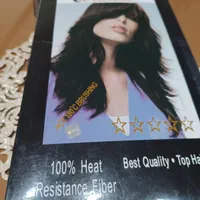 100% Heat
Resistance Fiber
Best Quality • Top Ha